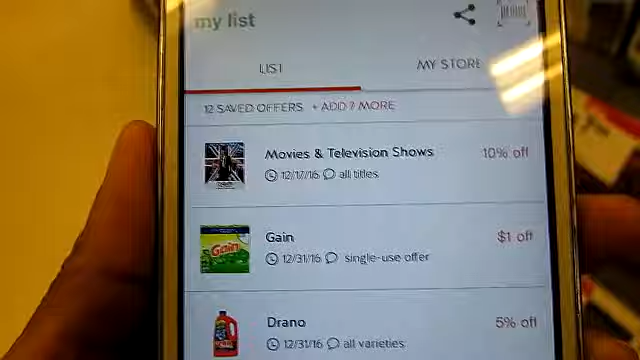 my list
LIST
MY STORE
12 SAVED OFFERS + ADD 7 MORE
Movies & Television Shows
10% off
12/17/16 all titles
Gain
Gain
$1 off
12/31/16 single-use offer
Drano
5% off
12/31/16 all varieties